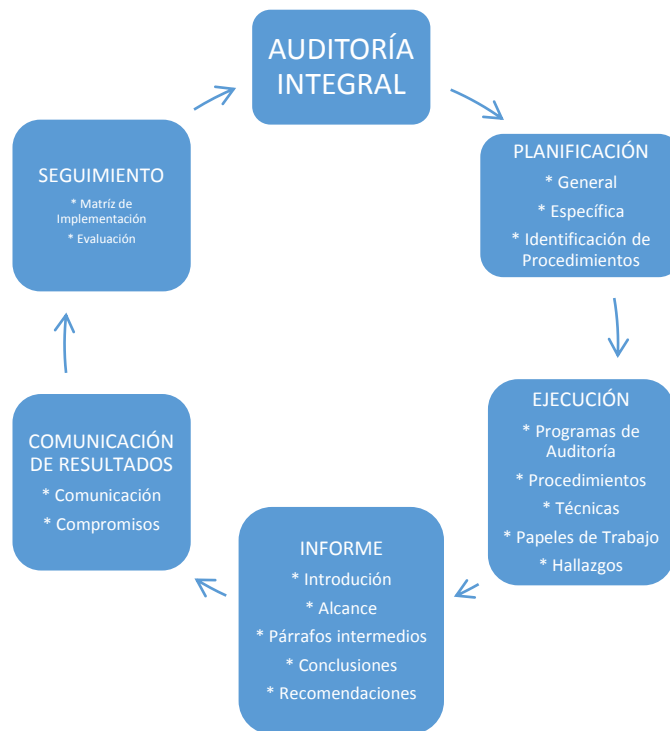 AUDITORÍA
INTEGRAL
PLANIFICACIÓN
* General
* Específica
* Identificación de
Procedimientos
EJECUCIÓN
* Programas de
Auditoría
* Procedimientos
* Técnicas
* Papeles de Trabajo
* Hallazgos
INFORME
* Introdución
* Alcance
* Párrafos intermedios
* Conclusiones
* Recomendaciones
COMUNICACIÓN
DE RESULTADOS
* Comunicación
* Compromisos
SEGUIMIENTO
* Matríz de
Implementación
* Evaluación